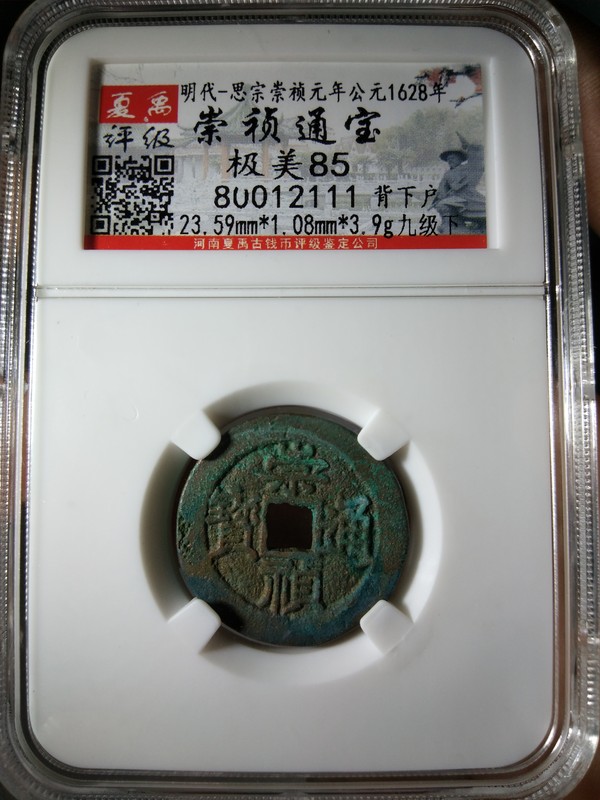 夏禹
评级
明代-思宗崇祯元年公元1628年
崇祯通宝
极美85
80012111 背下户
23.59mm*1.08mm*3.9g九级下
河南夏禹古钱币评级鉴定公司
崇禎通寳